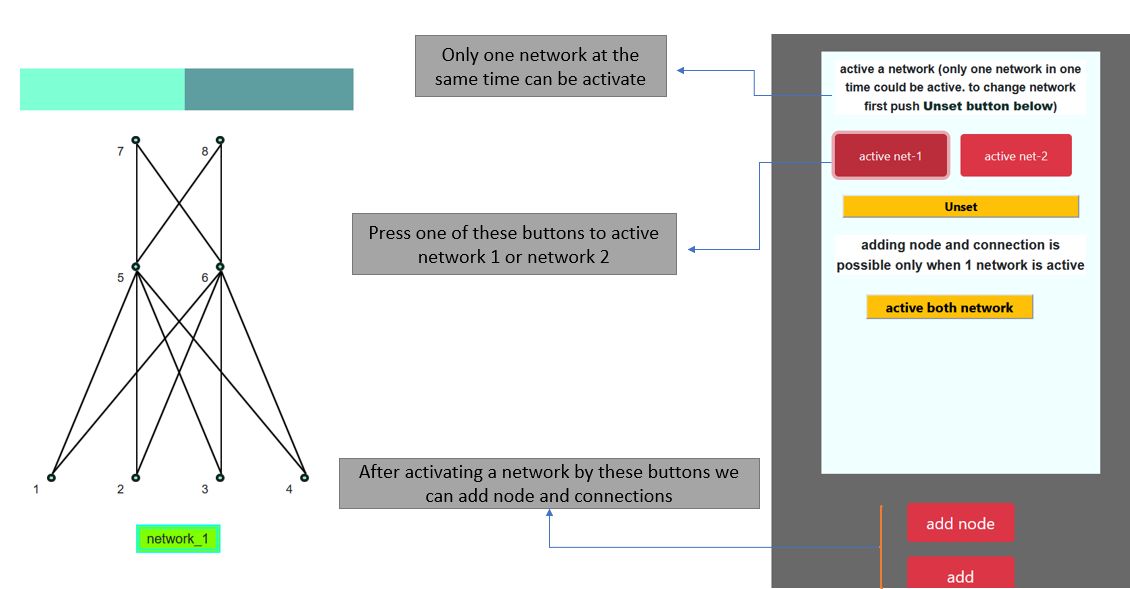 Only one network at the
same time can be activate
active a network (only one network in one
time could be active. to change network
first push Unset button below)
7
8
active net-1
active net-2
Unset
Press one of these buttons to active
network 1 or network 2
adding node and connection is
possible only when 1 network is active
5
6
active both network
After activating a network by these buttons we
can add node and connections
1
2
3
4
add node
network_1
add